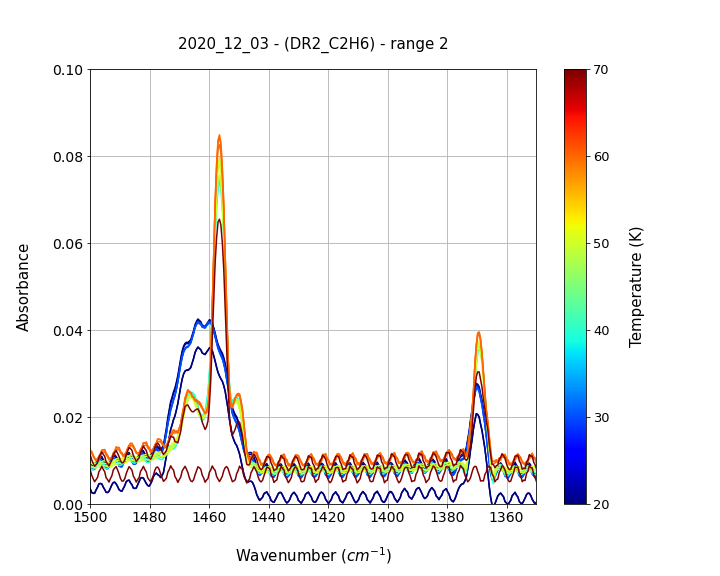 2020_12_03 - (DR2_C2H6) - range 2
0.10
0.08
0.06
0.04
0.02
0.00
Absorbance
1500 1480 1460 1440 1420 1400 1380 1360
Wavenumber (cm⁻¹)
70
60
50
40
30
20
Temperature (K)